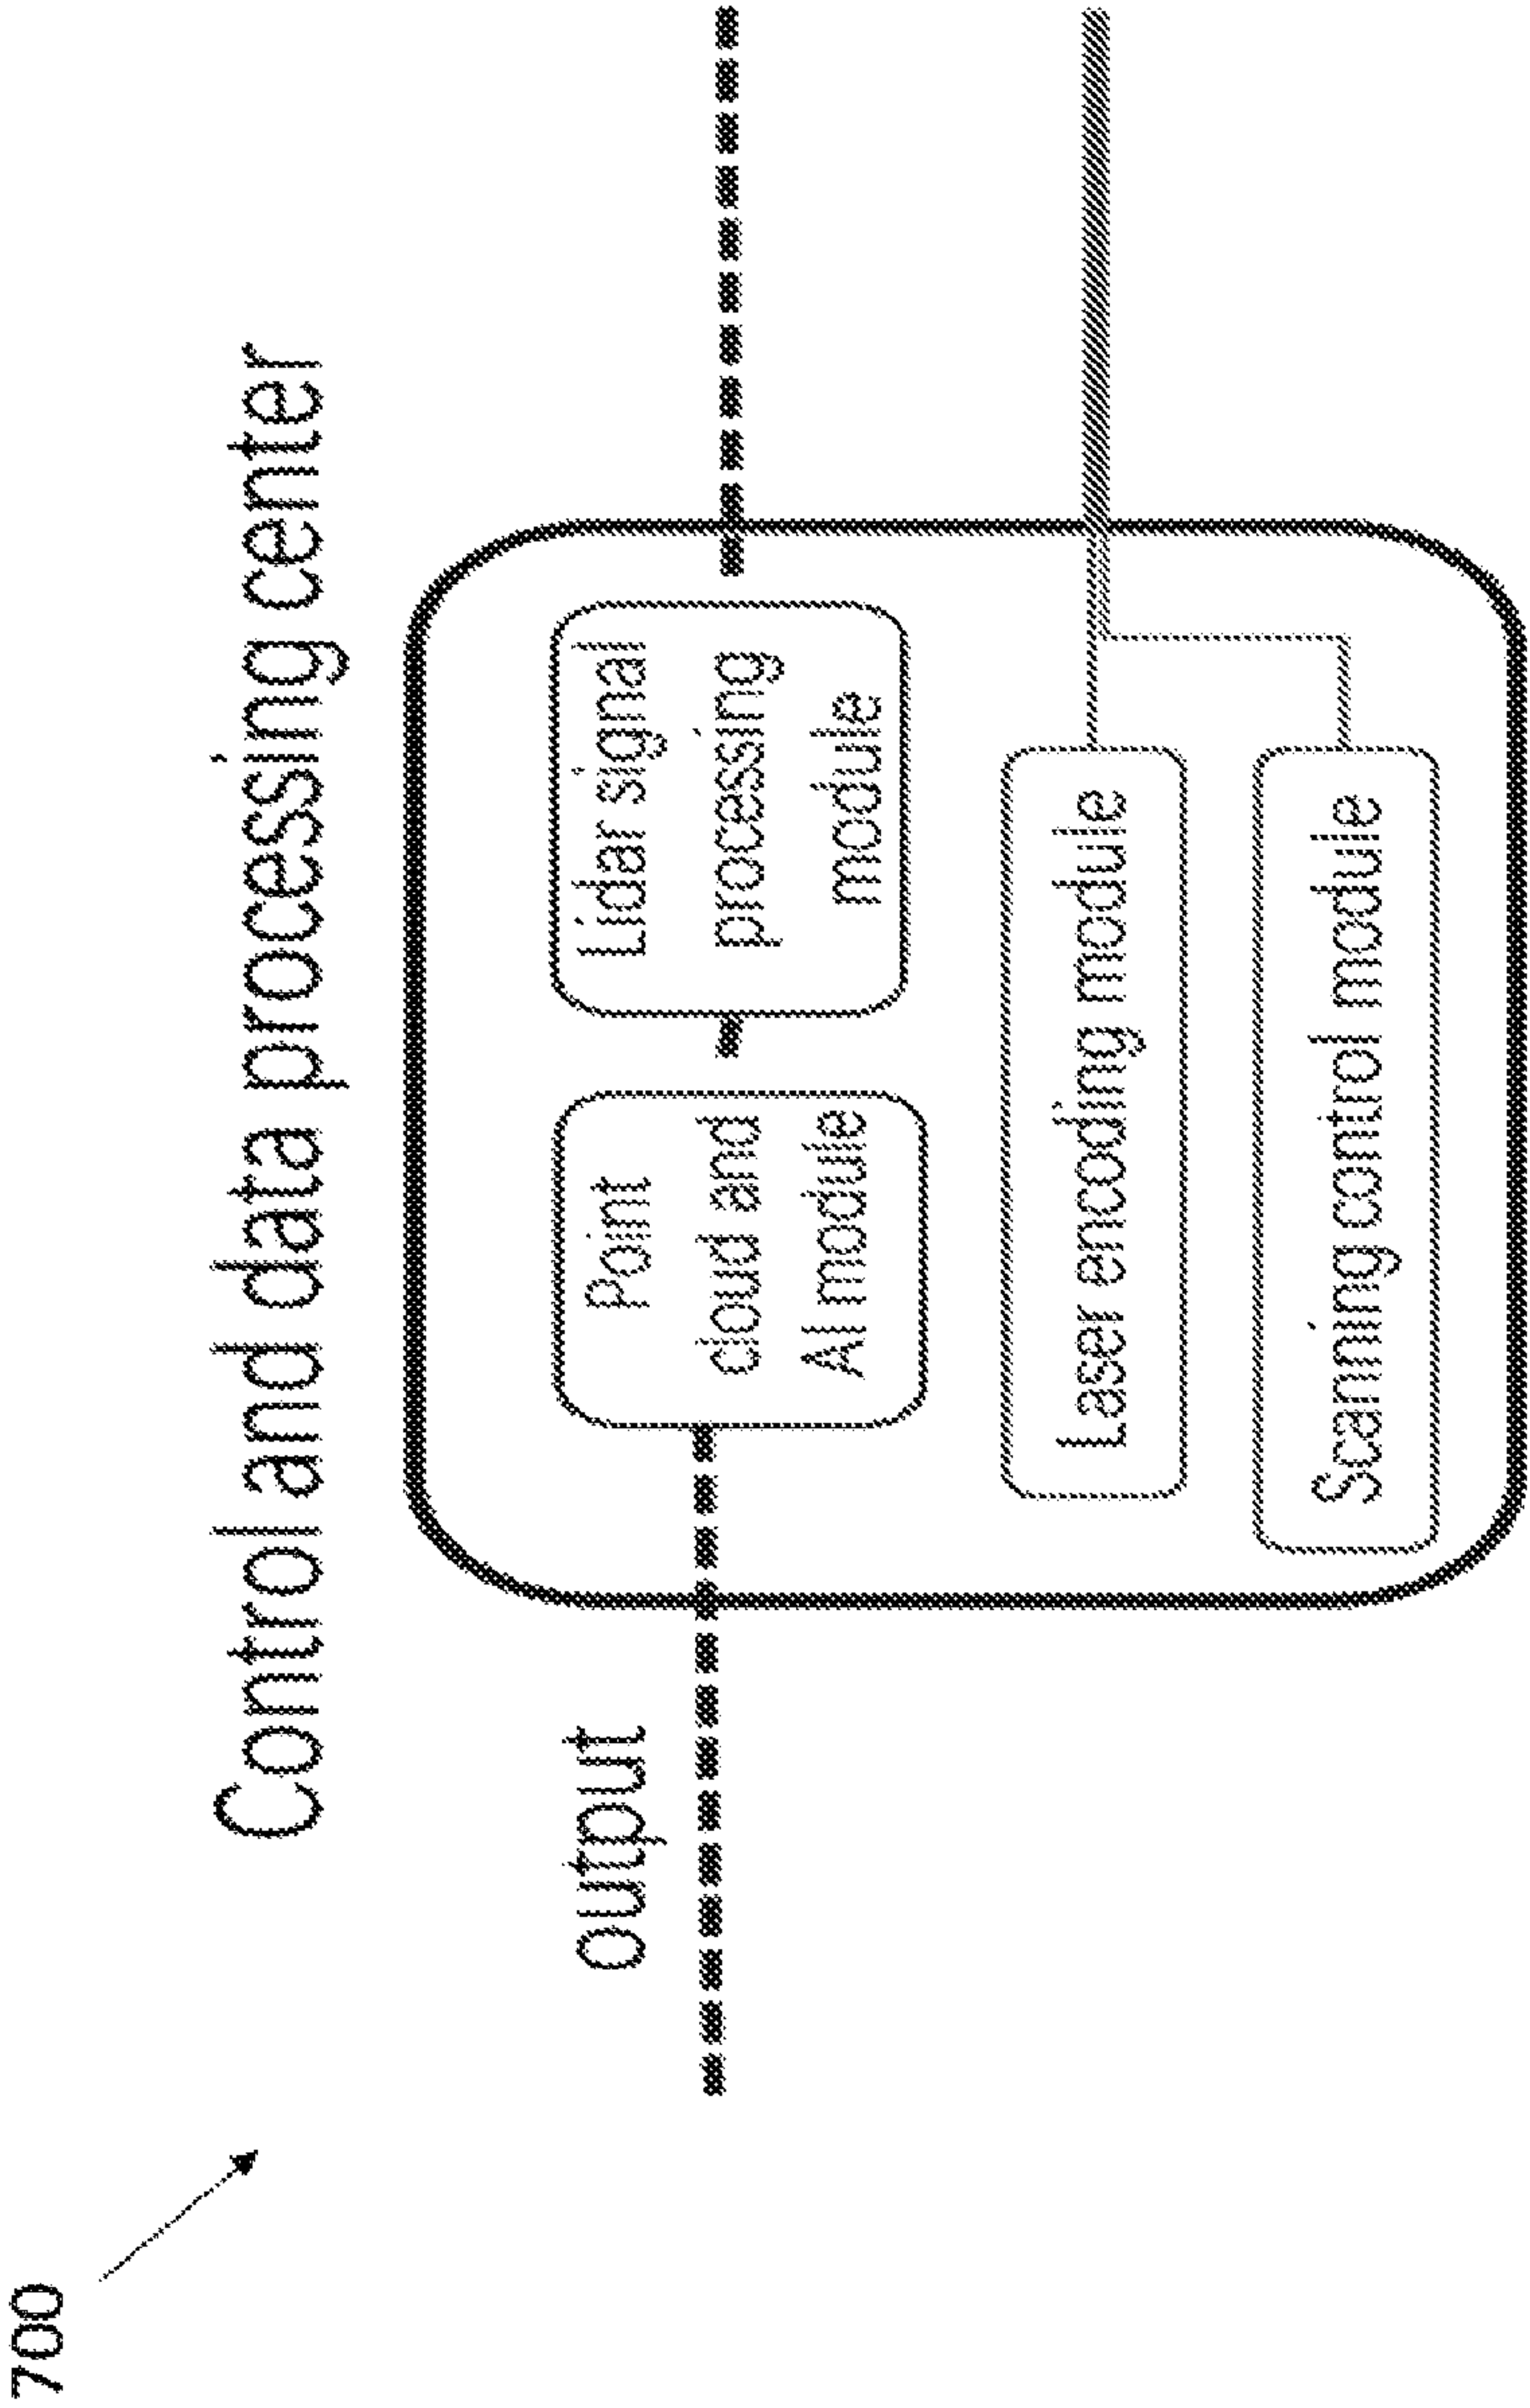 700
Control and data processing center
output
Point
cloud and
AI module
Lidar signal
processing
module
Laser encoding module
Scanning control module